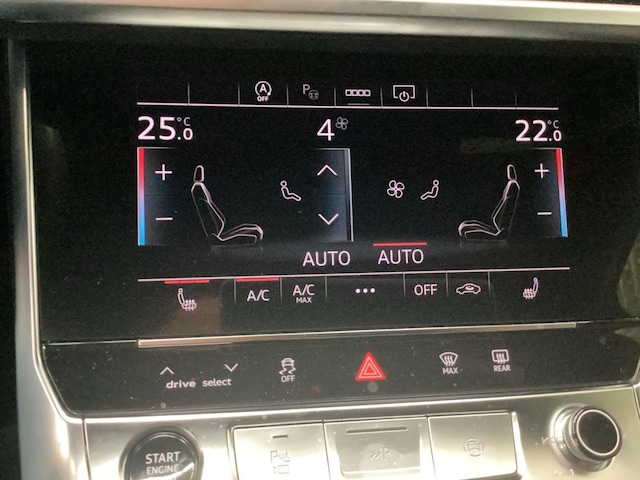 A OFF P
25.0 °C 4 22.0 °C
+ +
- -
AUTO AUTO
A/C A/C MAX ••• OFF
drive select OFF MAX REAR
START ENGINE P P